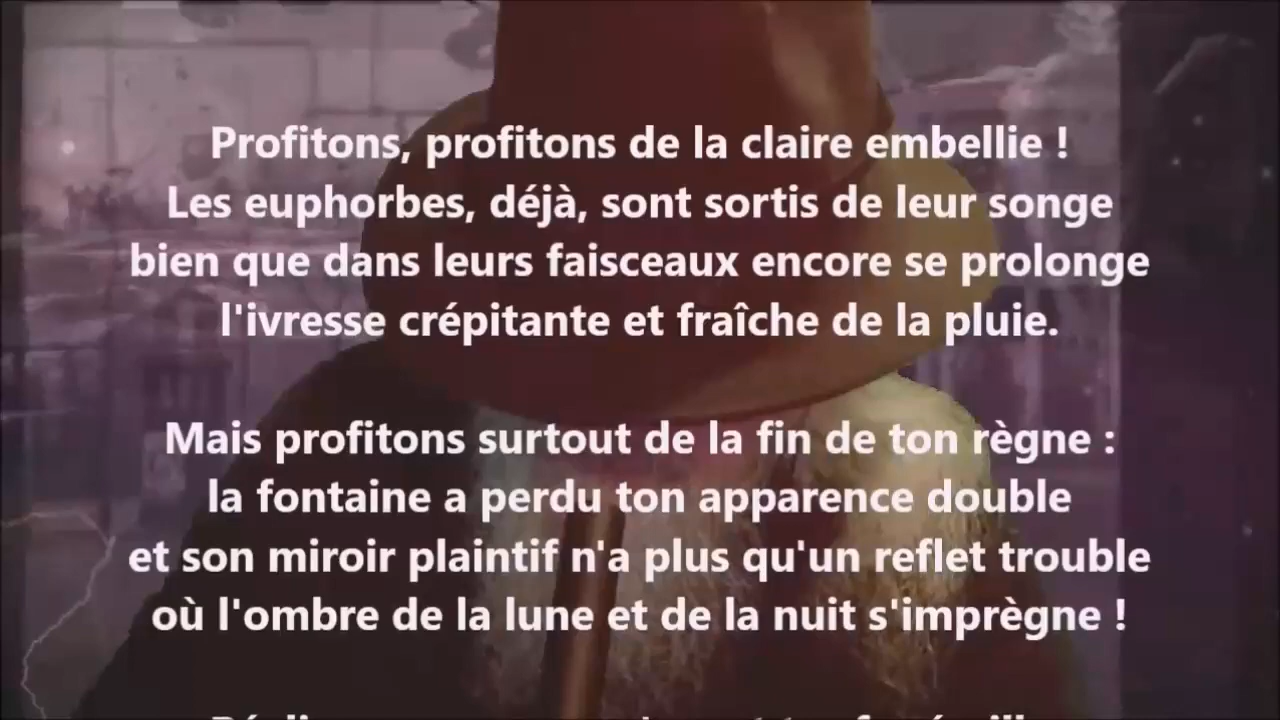 Profitons, profitons de la claire embellie !
Les euphorbes, déjà, sont sortis de leur songe
bien que dans leurs faisceaux encore se prolonge
l'ivresse crépitante et fraîche de la pluie.
Mais profitons surtout de la fin de ton règne :
la fontaine a perdu ton apparence double
et son miroir plaintif n'a plus qu'un reflet trouble
où l'ombre de la lune et de la nuit s'imprègne !